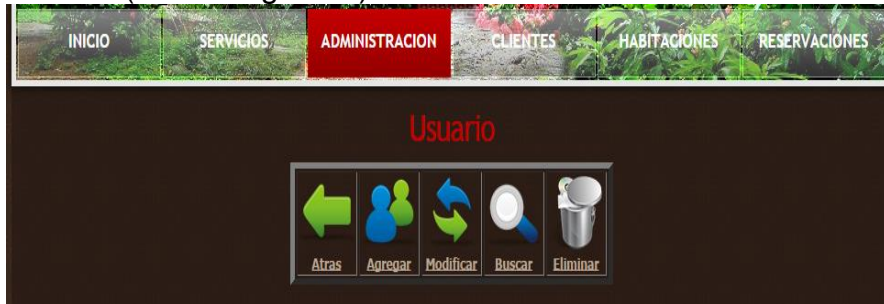 INICIO SERVICIOS ADMINISTRACION CLIENTES HABITACIONES RESERVACIONES
Usuario
Atras Agregar Modificar Buscar Eliminar